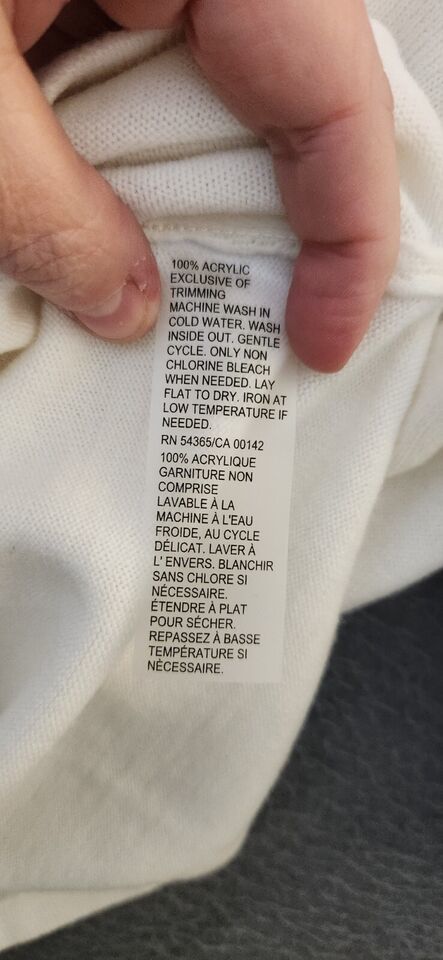 100% ACRYLIC
EXCLUSIVE OF
TRIMMING
MACHINE WASH IN
COLD WATER. WASH
INSIDE OUT. GENTLE
CYCLE. ONLY NON
CHLORINE BLEACH
WHEN NEEDED. LAY
FLAT TO DRY. IRON AT
LOW TEMPERATURE IF
NEEDED.
RN 54365/CA 00142
100% ACRYLIQUE
GARNITURE NON
COMPRISE
LAVABLE À LA
MACHINE À L'EAU
FROIDE, AU CYCLE
DÉLICAT. LAVER À
L' ENVERS. BLANCHIR
SANS CHLORE SI
NÉCESSAIRE.
ÉTENDRE À PLAT
POUR SÉCHER.
REPASSEZ À BASSE
TEMPÉRATURE SI
NÈCESSAIRE.